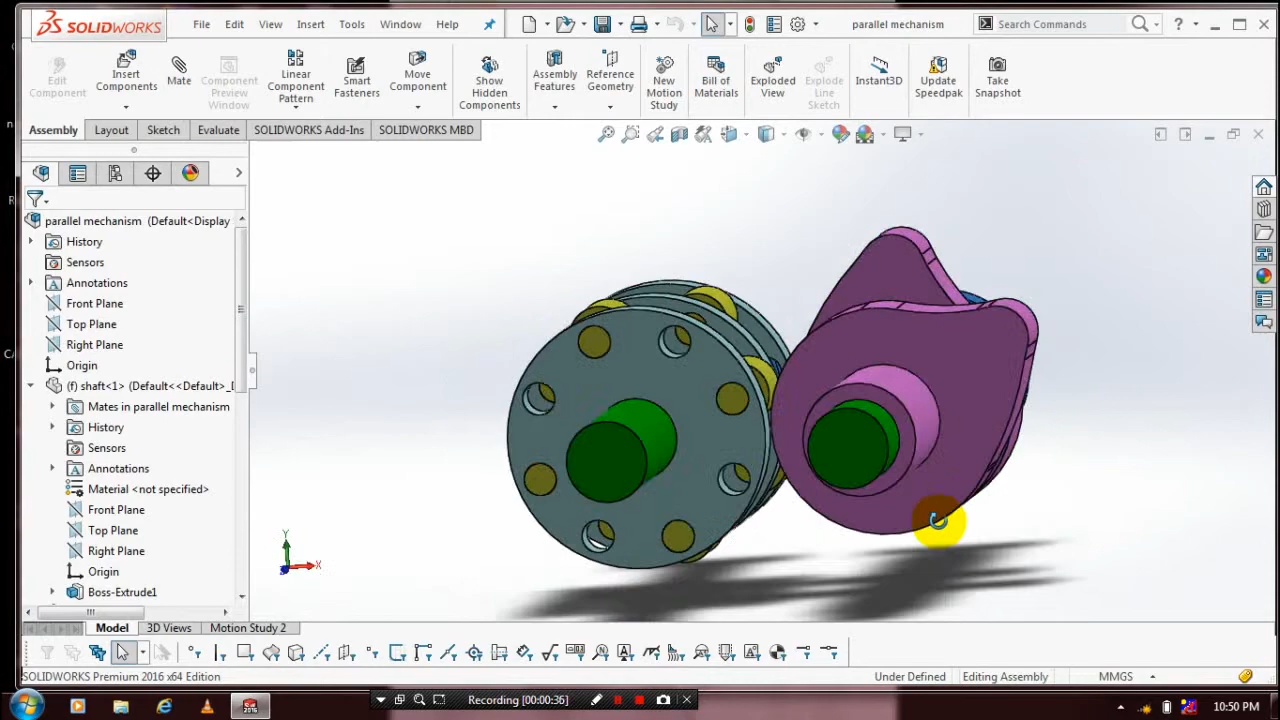 SOLIDWORKS File Edit View Insert Tools Window Help parallel mechanism Search Commands ?
Edit Component
Insert Components
Mate
Component Preview Window
Linear Component Pattern
Smart Fasteners
Move Component
Show Hidden Components
Assembly Features
Reference Geometry
New Motion Study
Bill of Materials
Exploded View
Explode Line Sketch
Instant3D
Update Speedpak
Take Snapshot
Assembly Layout Sketch Evaluate SOLIDWORKS Add-Ins SOLIDWORKS MBD
parallel mechanism (Default<Display
History
Sensors
Annotations
Front Plane
Top Plane
Right Plane
Origin
(f) shaft<1> (Default<<Default>_D
Mates in parallel mechanism
History
Sensors
Annotations
Material <not specified>
Front Plane
Top Plane
Right Plane
Origin
Boss-Extrude1
Y
X
Model 3D Views Motion Study 2
SOLIDWORKS Premium 2016 x64 Edition Under Defined Editing Assembly MMGS
Recording [00:00:36]
10:50 PM